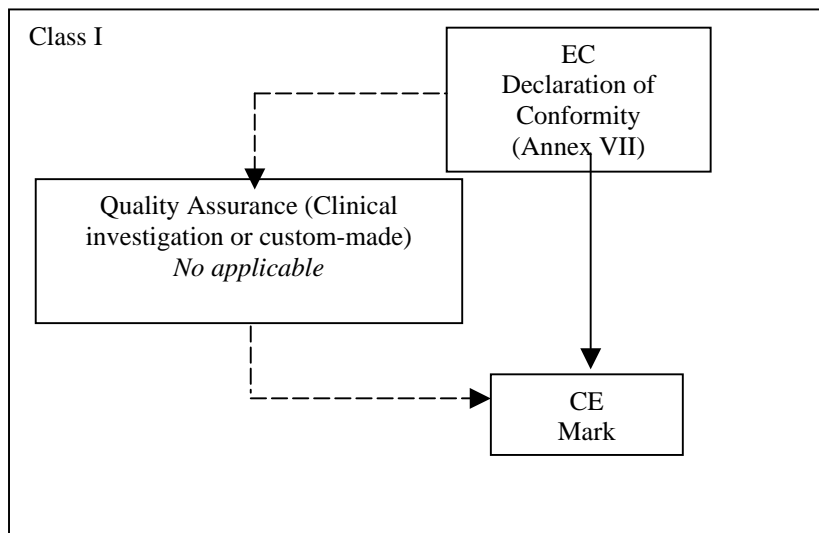 Class I
EC
Declaration of
Conformity
(Annex VII)
Quality Assurance (Clinical
investigation or custom-made)
No applicable
CE
Mark